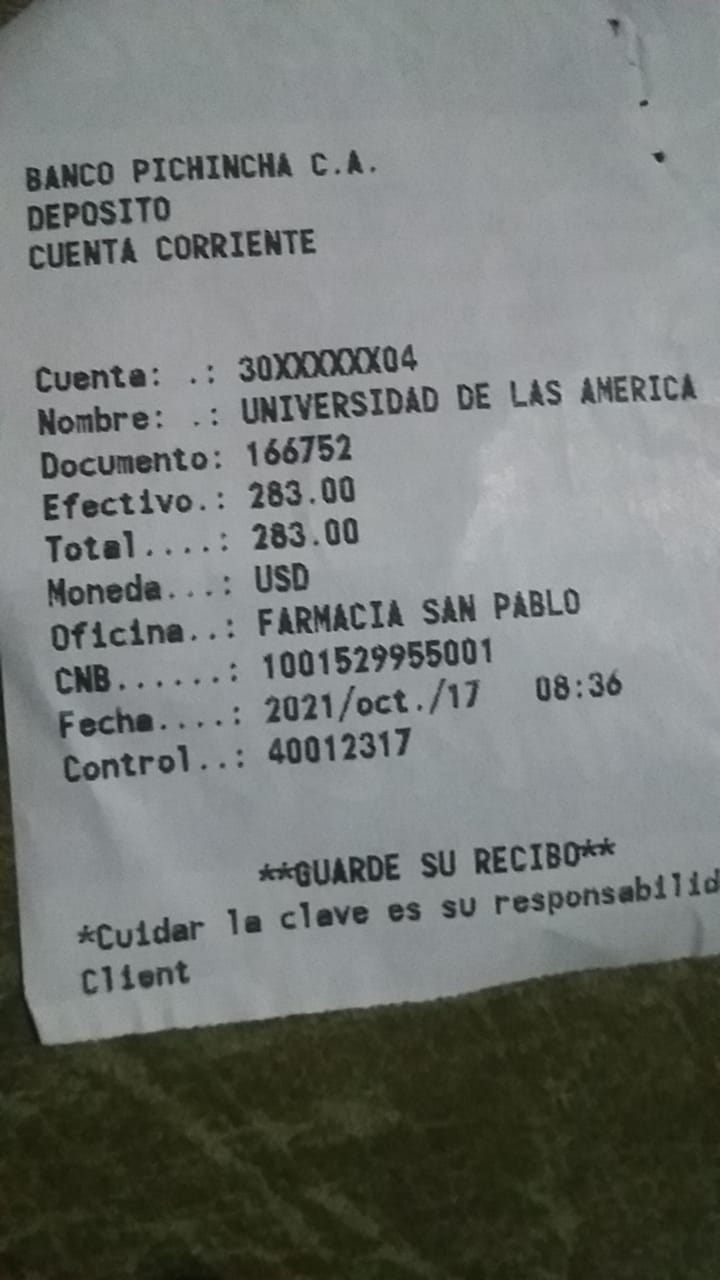 BANCO PICHINCHA C.A.
DEPOSITO
CUENTA CORRIENTE
Cuenta: .: 30XXXXXX04
Nombre: .: UNIVERSIDAD DE LAS AMERICA
Documento: 166752
Efectivo.: 283.00
Total....: 283.00
Moneda...: USD
Oficina..: FARMACIA SAN PABLO
CNB......: 1001529955001
Fecha....: 2021/oct./17 08:36
Control..: 40012317
**GUARDE SU RECIBO**
*Cuidar la clave es su responsabilid
Client